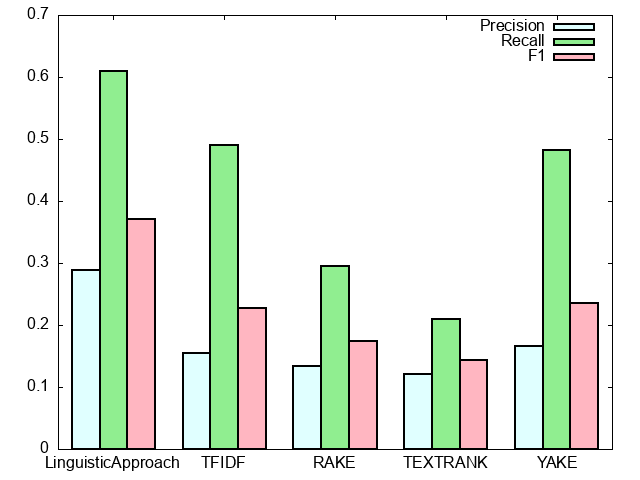 0.7
Precision
Recall
F1
0.6
0.5
0.4
0.3
0.2
0.1
0
LinguisticApproach TFIDF RAKE TEXTRANK YAKE